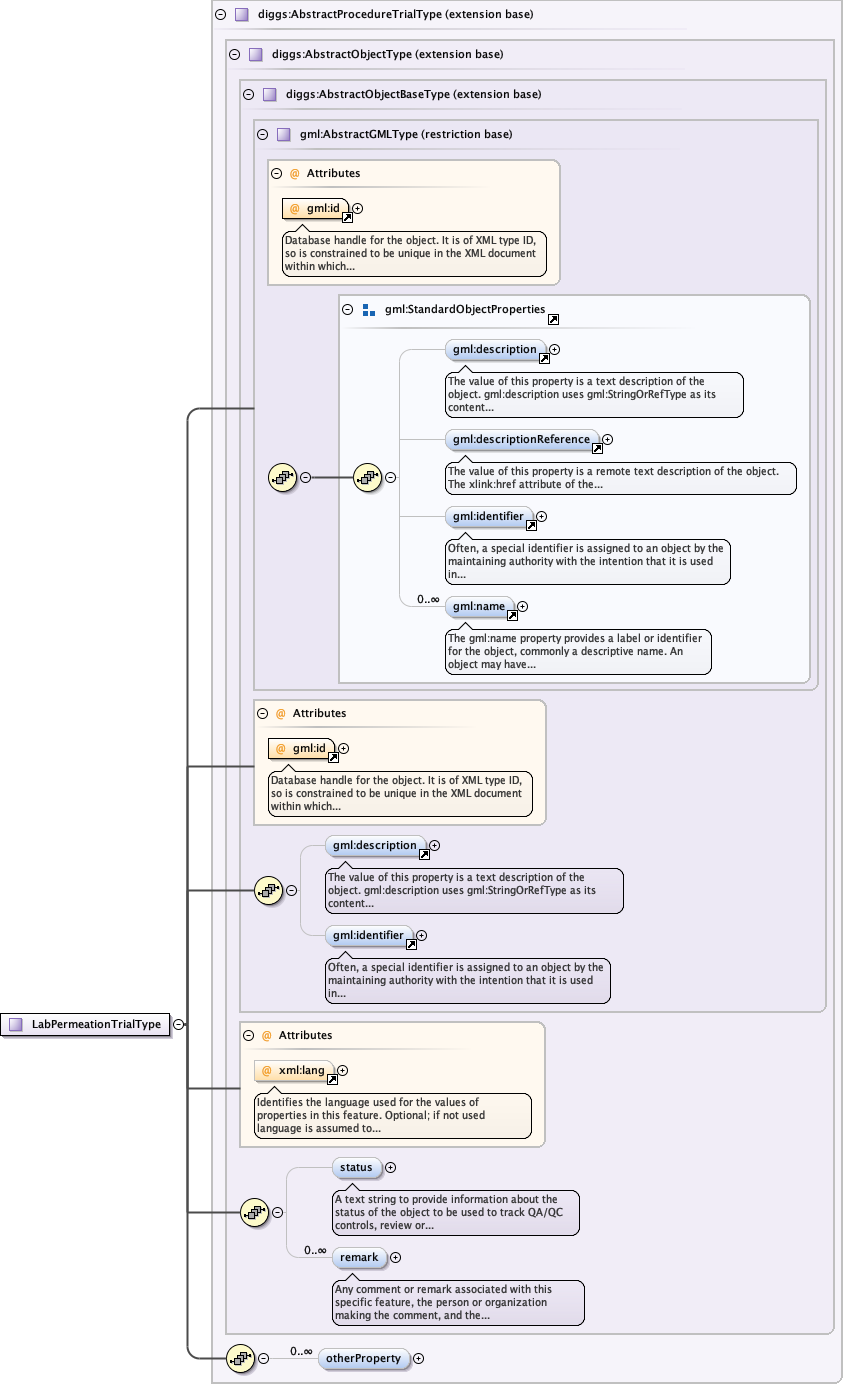 diggs:AbstractProcedureTrialType (extension base)
diggs:AbstractObjectType (extension base)
diggs:AbstractObjectBaseType (extension base)
gml:AbstractGMLType (restriction base)
@ Attributes
@ gml:id
Database handle for the object. It is of XML type ID,
so is constrained to be unique in the XML document
within which...
gml:StandardObjectProperties
gml:description
The value of this property is a text description of the
object. gml:description uses gml:StringOrRefType as its
content...
gml:descriptionReference
The value of this property is a remote text description of the object.
The xlink:href attribute of the...
gml:identifier
Often, a special identifier is assigned to an object by the
maintaining authority with the intention that it is used
in...
0..∞
gml:name
The gml:name property provides a label or identifier
for the object, commonly a descriptive name. An
object may have...
@ Attributes
@ gml:id
Database handle for the object. It is of XML type ID,
so is constrained to be unique in the XML document
within which...
gml:description
The value of this property is a text description of the
object. gml:description uses gml:StringOrRefType as its
content...
gml:identifier
Often, a special identifier is assigned to an object by the
maintaining authority with the intention that it is used
in...
LabPermeationTrialType
@ Attributes
@ xml:lang
Identifies the language used for the values of
properties in this feature. Optional; if not used
language is assumed to...
status
A text string to provide information about the
status of the object to be used to track QA/QC
controls, review or...
0..∞
remark
Any comment or remark associated with this
specific feature, the person or organization
making the comment, and the...
0..∞
otherProperty